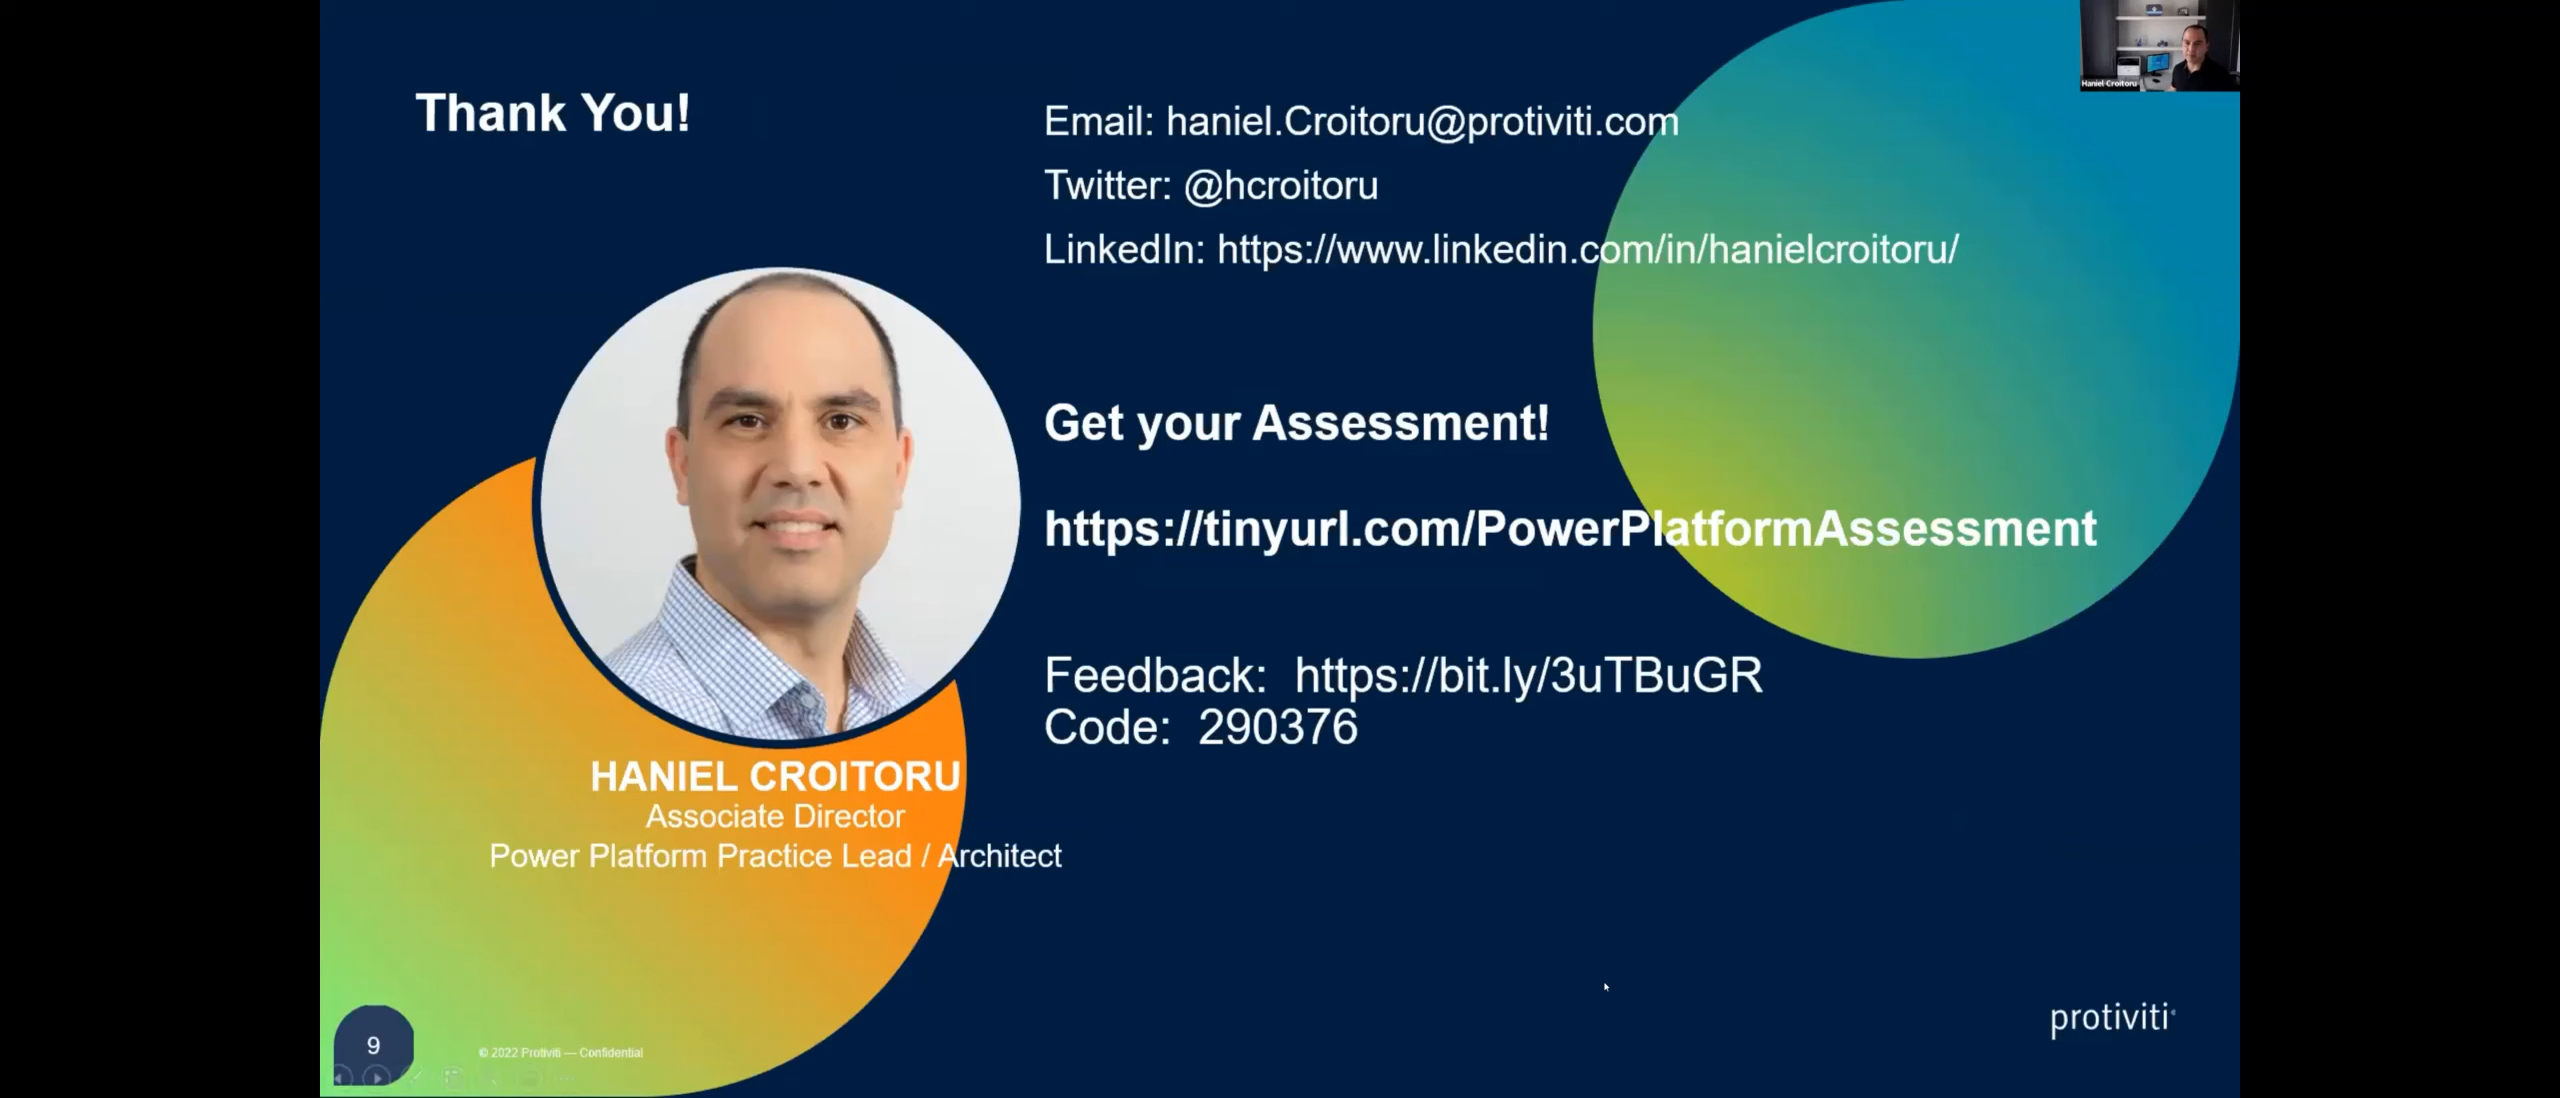 Haniel Croitoru
Thank You!
Email: haniel.Croitoru@protiviti.com
Twitter: @hcroitoru
LinkedIn: https://www.linkedin.com/in/hanielcroitoru/
Get your Assessment!
https://tinyurl.com/PowerPlatformAssessment
Feedback: https://bit.ly/3uTBuGR
Code: 290376
HANIEL CROITORU
Associate Director
Power Platform Practice Lead / Architect
9
© 2022 Protiviti — Confidential
protiviti®